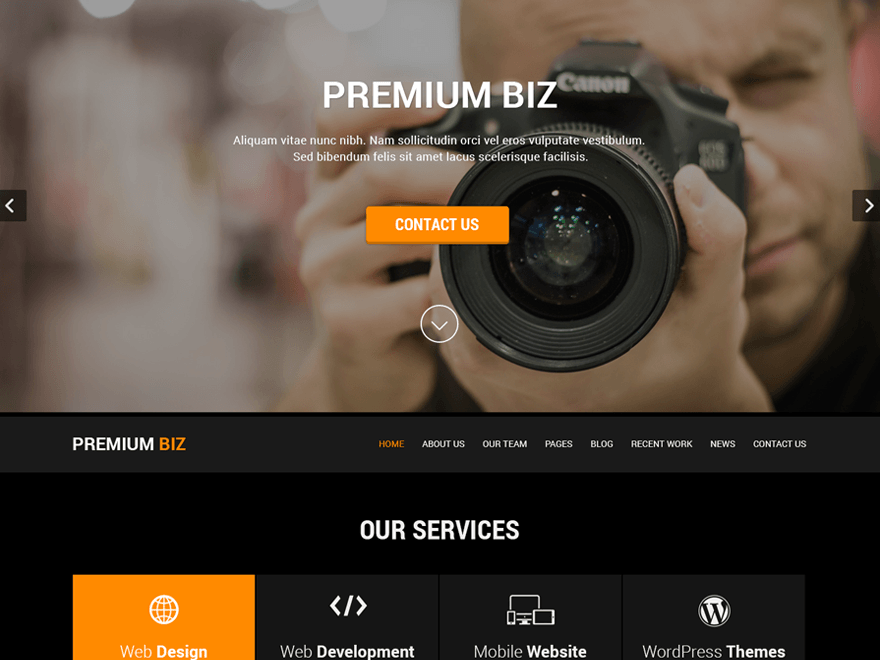 Canon
PREMIUM BIZ
Aliquam vitae nunc nibh. Nam sollicitudin orci vel eros vulputate vestibulum.
Sed bibendum felis sit amet lacus scelerisque facilisis.
CONTACT US
PREMIUM BIZ
HOME ABOUT US OUR TEAM PAGES BLOG RECENT WORK NEWS CONTACT US
OUR SERVICES
Web Design Web Development Mobile Website WordPress Themes